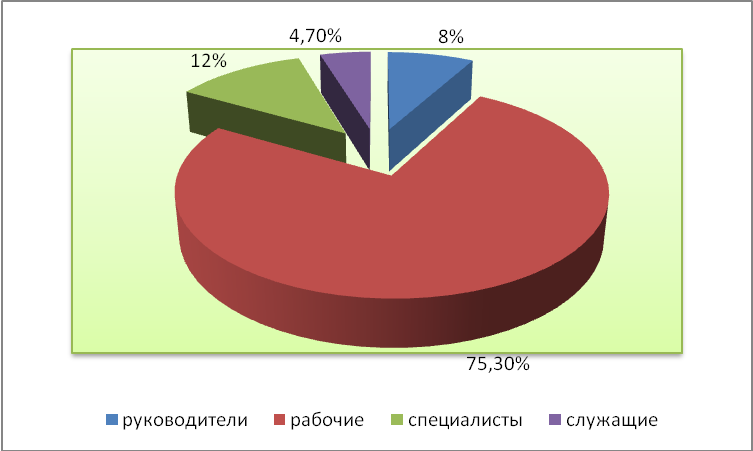 4,70%
8%
12%
75,30%
руководители рабочие специалисты служащие